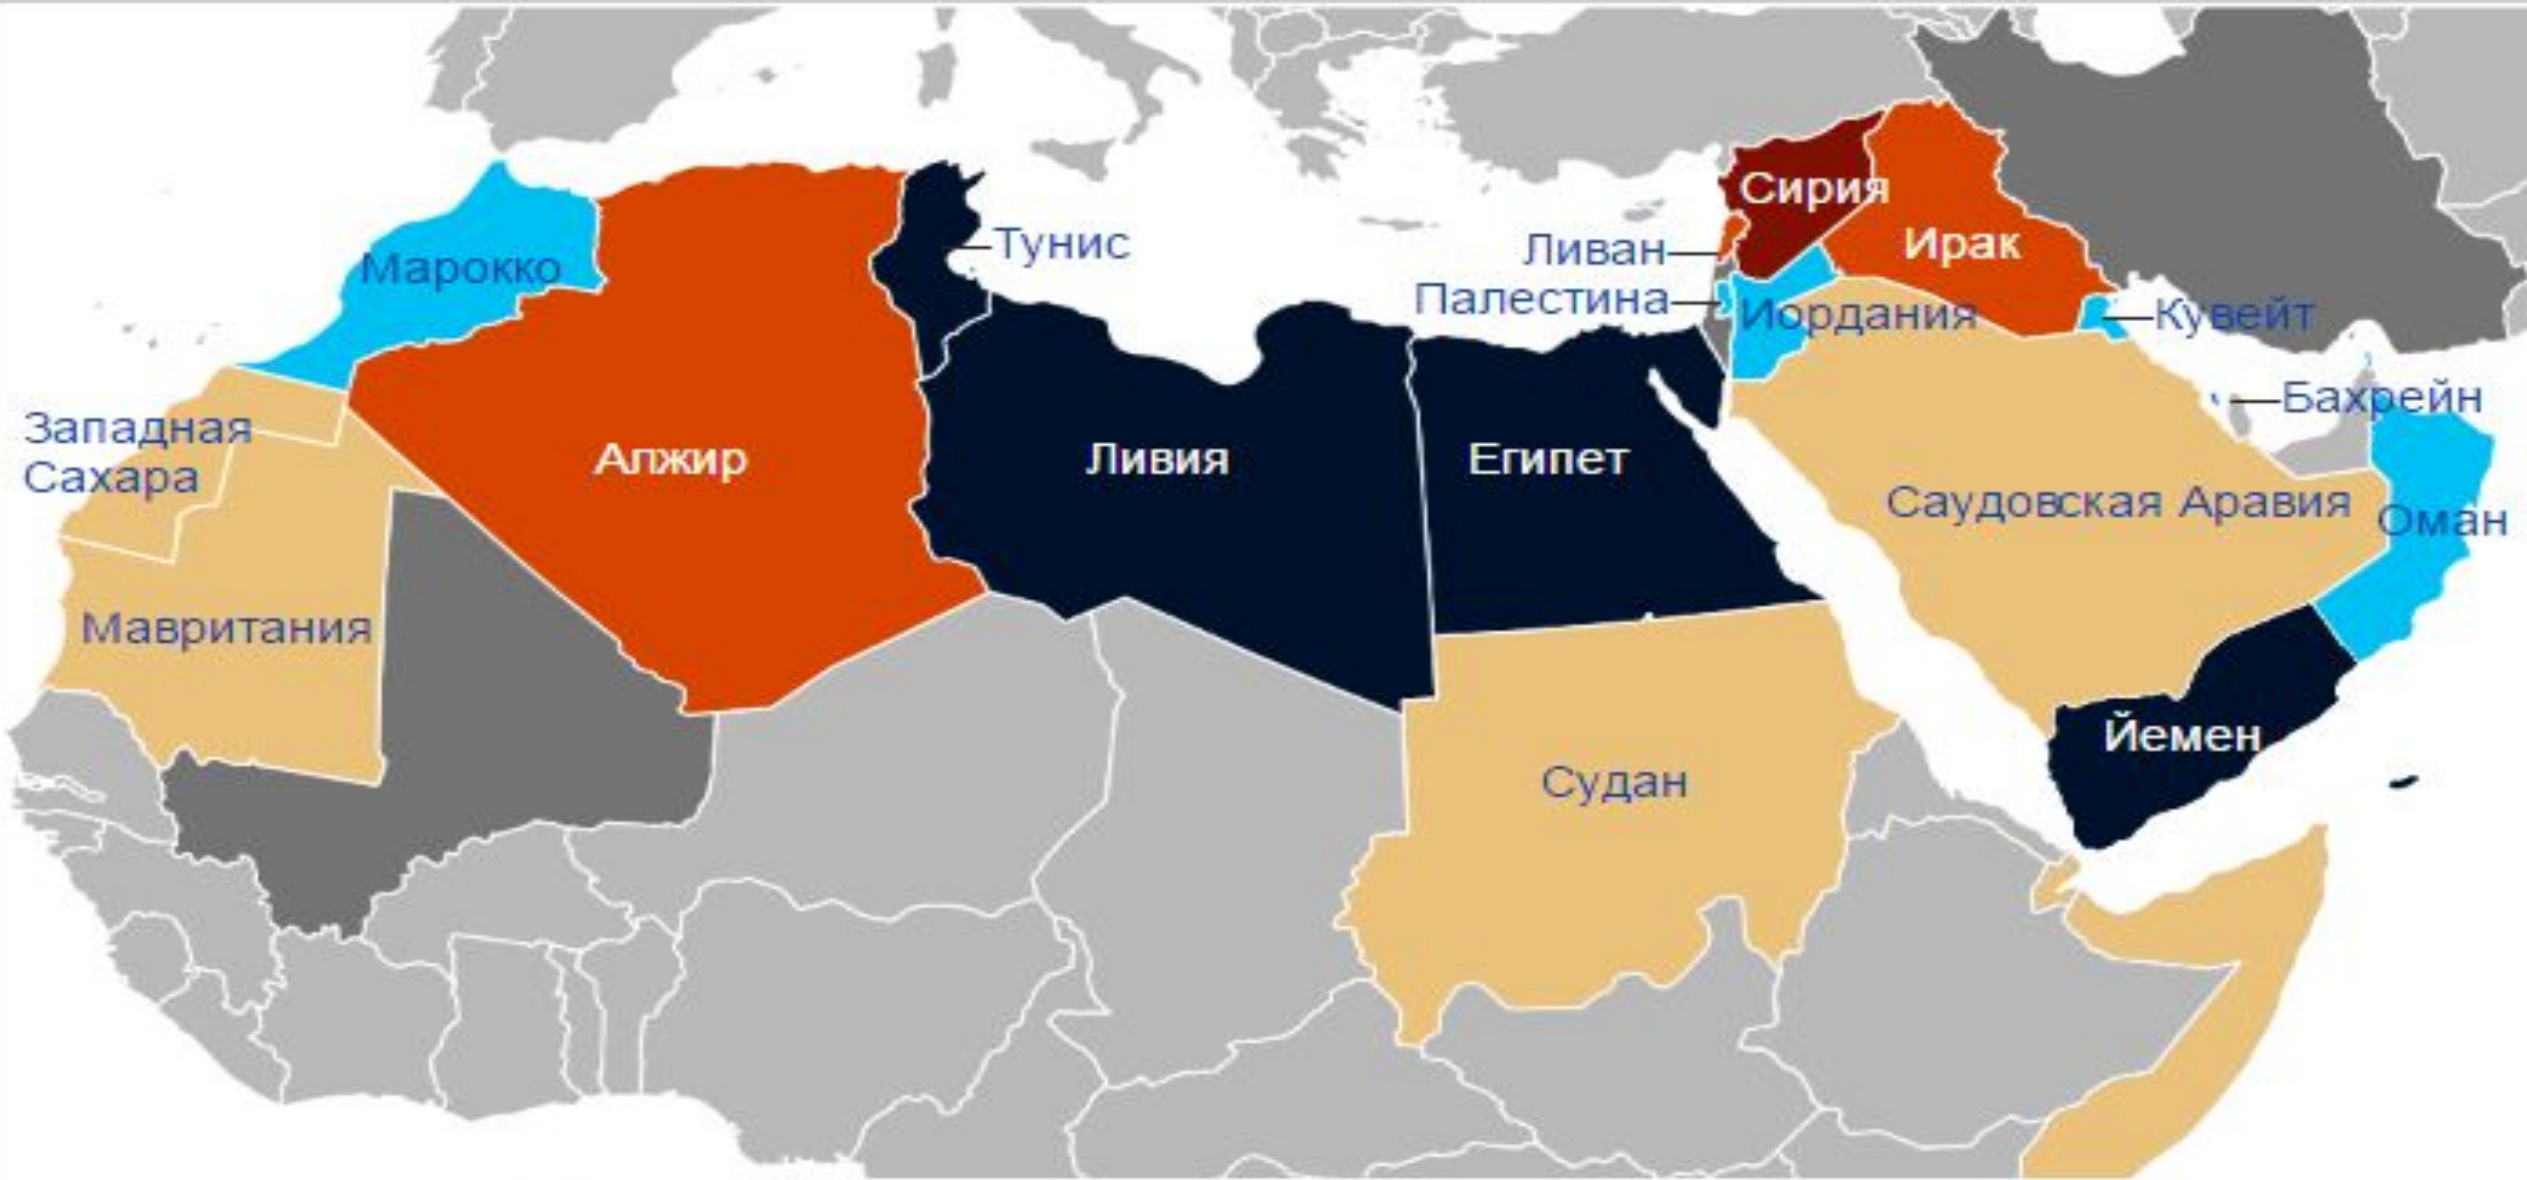 Сирия
Тунис
Ливан
Ирак
Марокко
Палестина
Иордания
Кувейт
Бахрейн
Западная
Сахара
Алжир
Ливия
Египет
Саудовская Аравия
Оман
Мавритания
Йемен
Судан